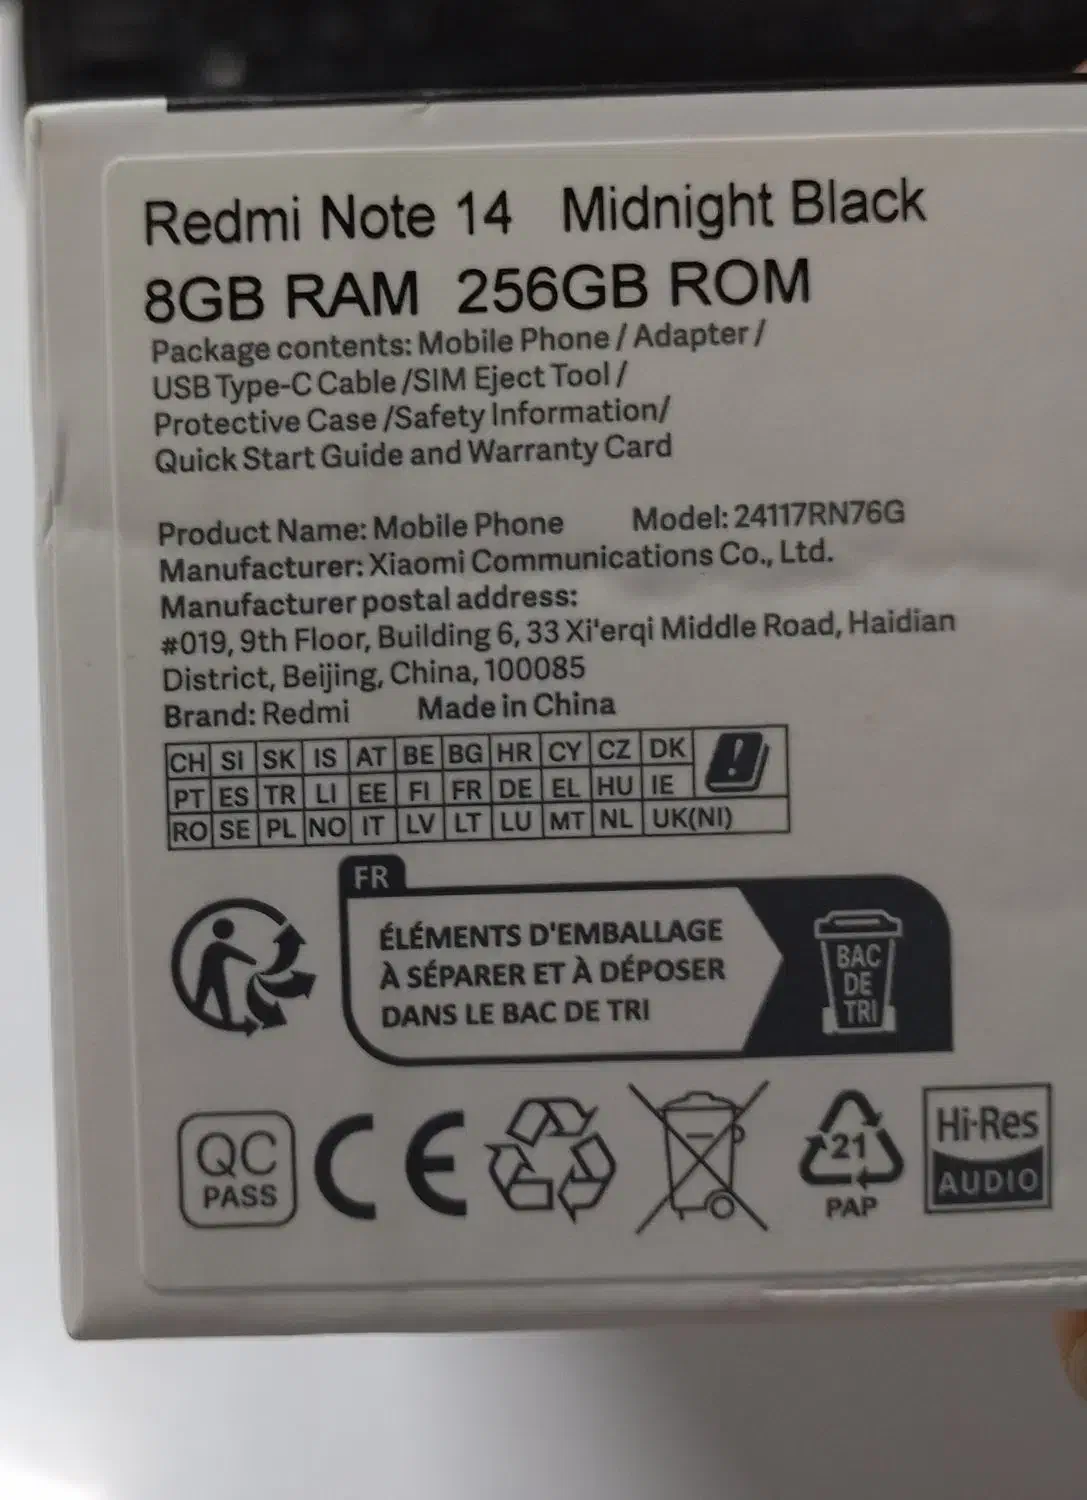 Redmi Note 14 Midnight Black
8GB RAM 256GB ROM
Package contents: Mobile Phone / Adapter /
USB Type-C Cable /SIM Eject Tool /
Protective Case /Safety Information/
Quick Start Guide and Warranty Card
Product Name: Mobile Phone Model: 24117RN76G
Manufacturer: Xiaomi Communications Co., Ltd.
Manufacturer postal address:
#019, 9th Floor, Building 6, 33 Xi'erqi Middle Road, Haidian
District, Beijing, China, 100085
Brand: Redmi Made in China
CH SI SK IS AT BE BG HR CY CZ DK
PT ES TR LI EE FI FR DE EL HU IE
RO SE PL NO IT LV LT LU MT NL UK(NI)
FR
ÉLÉMENTS D'EMBALLAGE
À SÉPARER ET À DÉPOSER
DANS LE BAC DE TRI
BAC
DE
TRI
QC
PASS
CE
21
PAP
Hi-Res
AUDIO